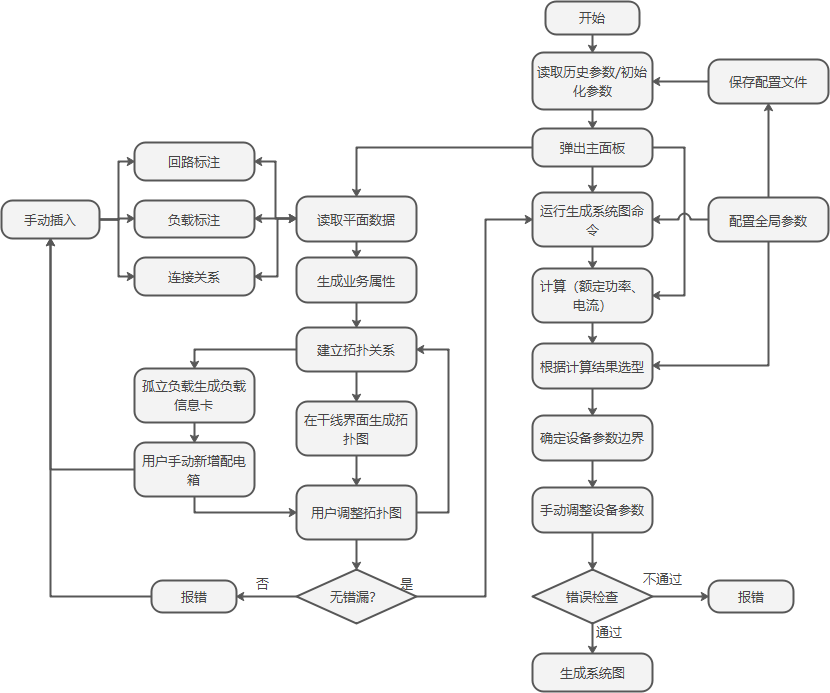 开始
读取历史参数/初始
化参数
保存配置文件
弹出主面板
回路标注
手动插入
负载标注
读取平面数据
运行生成系统图命
令
配置全局参数
连接关系
生成业务属性
计算（额定功率、
电流）
建立拓扑关系
根据计算结果选型
孤立负载生成负载
信息卡
在干线界面生成拓
扑图
确定设备参数边界
用户手动新增配电
箱
用户调整拓扑图
手动调整设备参数
否
无错漏？
是
报错
错误检查
不通过
报错
通过
生成系统图